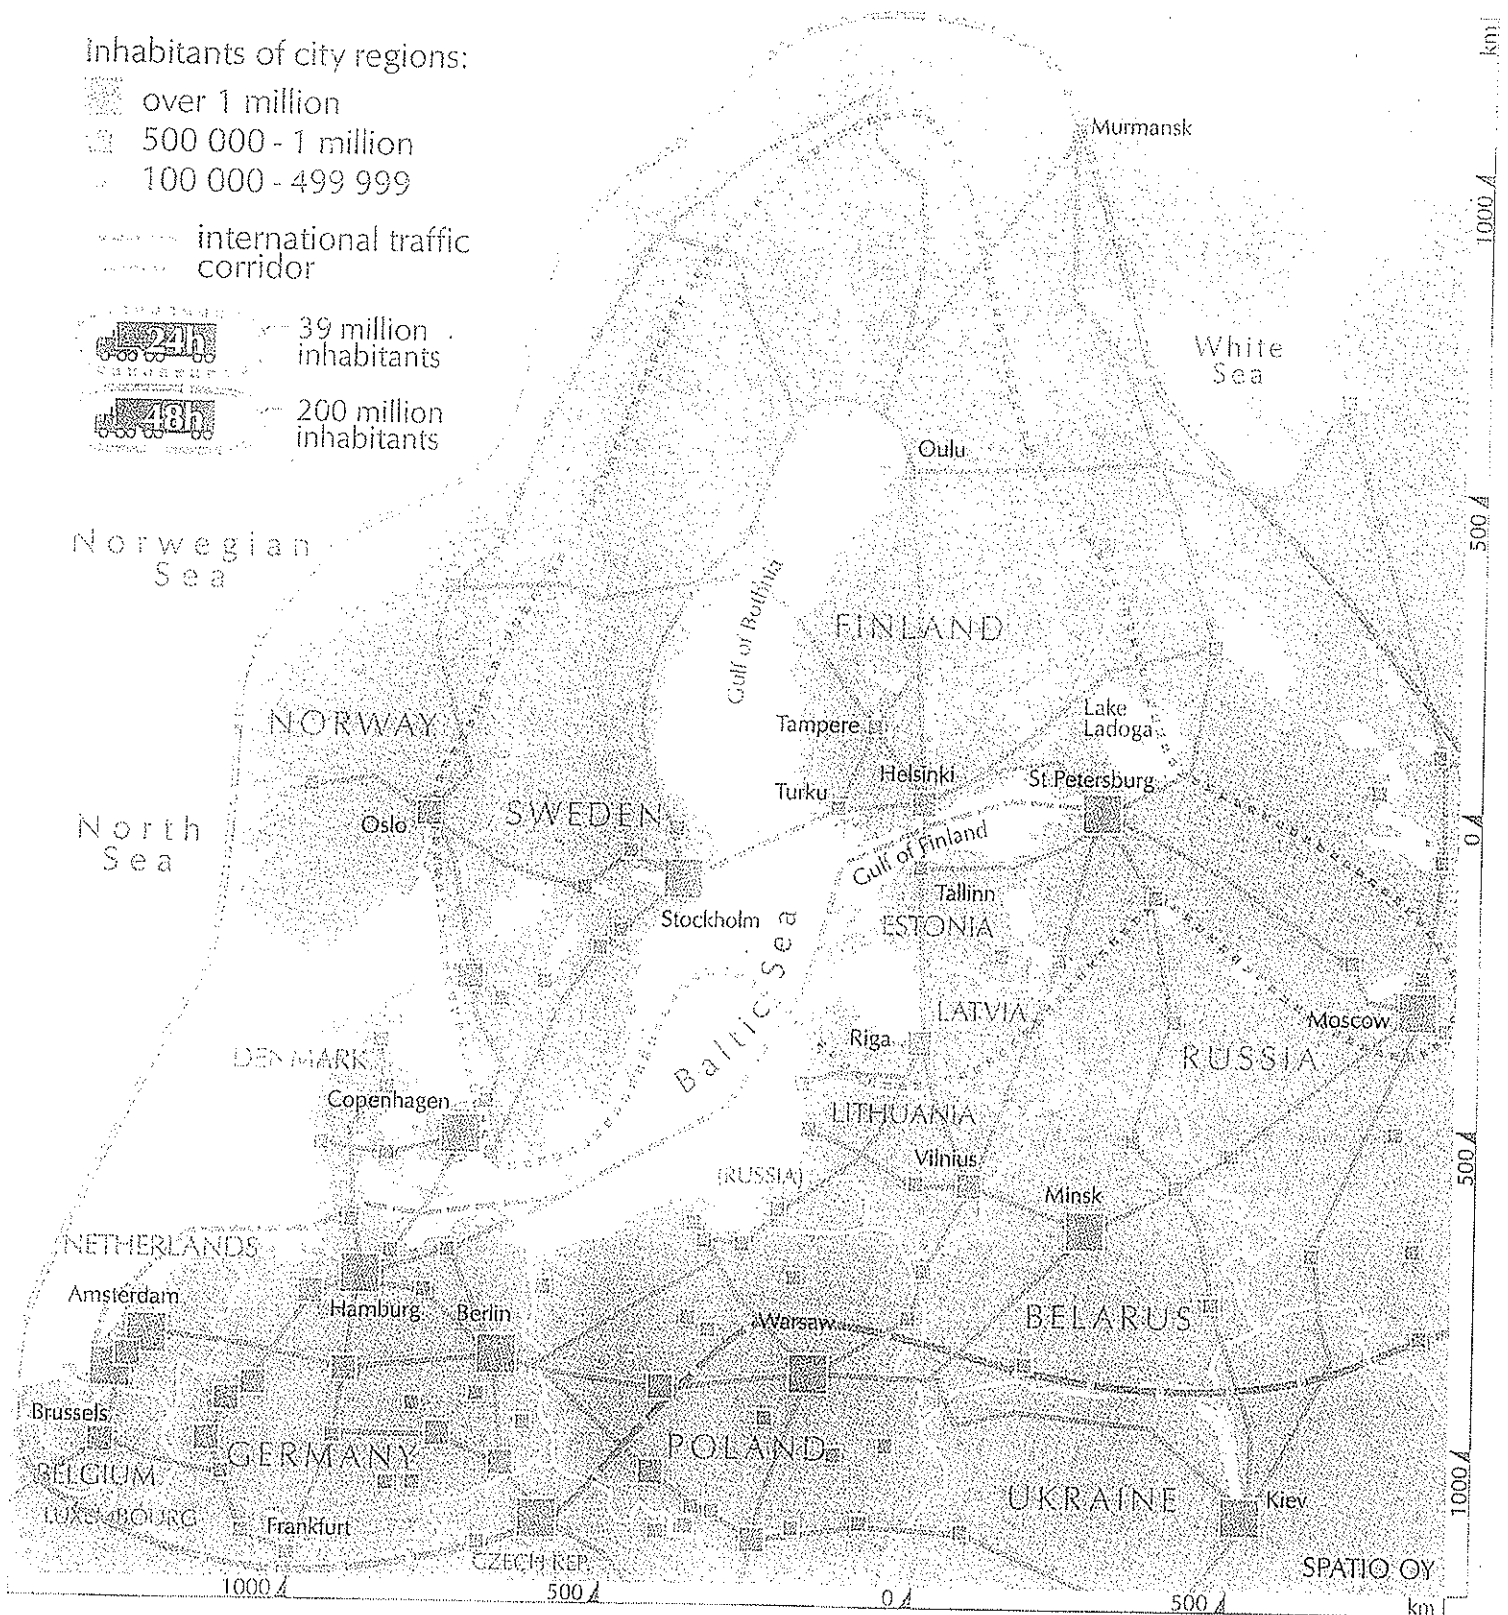 Inhabitants of city regions:
over 1 million
500 000 - 1 million
100 000 - 499 999
international traffic
corridor
24h
39 million
inhabitants
48h
200 million
inhabitants
km
Murmansk
1000
White
Sea
Oulu
500
Norwegian
Sea
Gulf of Bothnia
FINLAND
NORWAY
Tampere
Lake
Ladoga
Helsinki
St.Petersburg
Turku
North
Sea
Oslo
SWEDEN
0
Gulf of Finland
Tallinn
Stockholm
ESTONIA
Baltic Sea
LATVIA
Moscow
Riga
RUSSIA
DENMARK
Copenhagen
LITHUANIA
500
Vilnius
(RUSSIA)
Minsk
NETHERLANDS
Amsterdam
Hamburg
Berlin
Warsaw
BELARUS
Brussels
GERMANY
POLAND
BELGIUM
1000
UKRAINE
Kiev
LUXEMBOURG
Frankfurt
CZECH REP.
SPATIO OY
1000
500
0
500
km